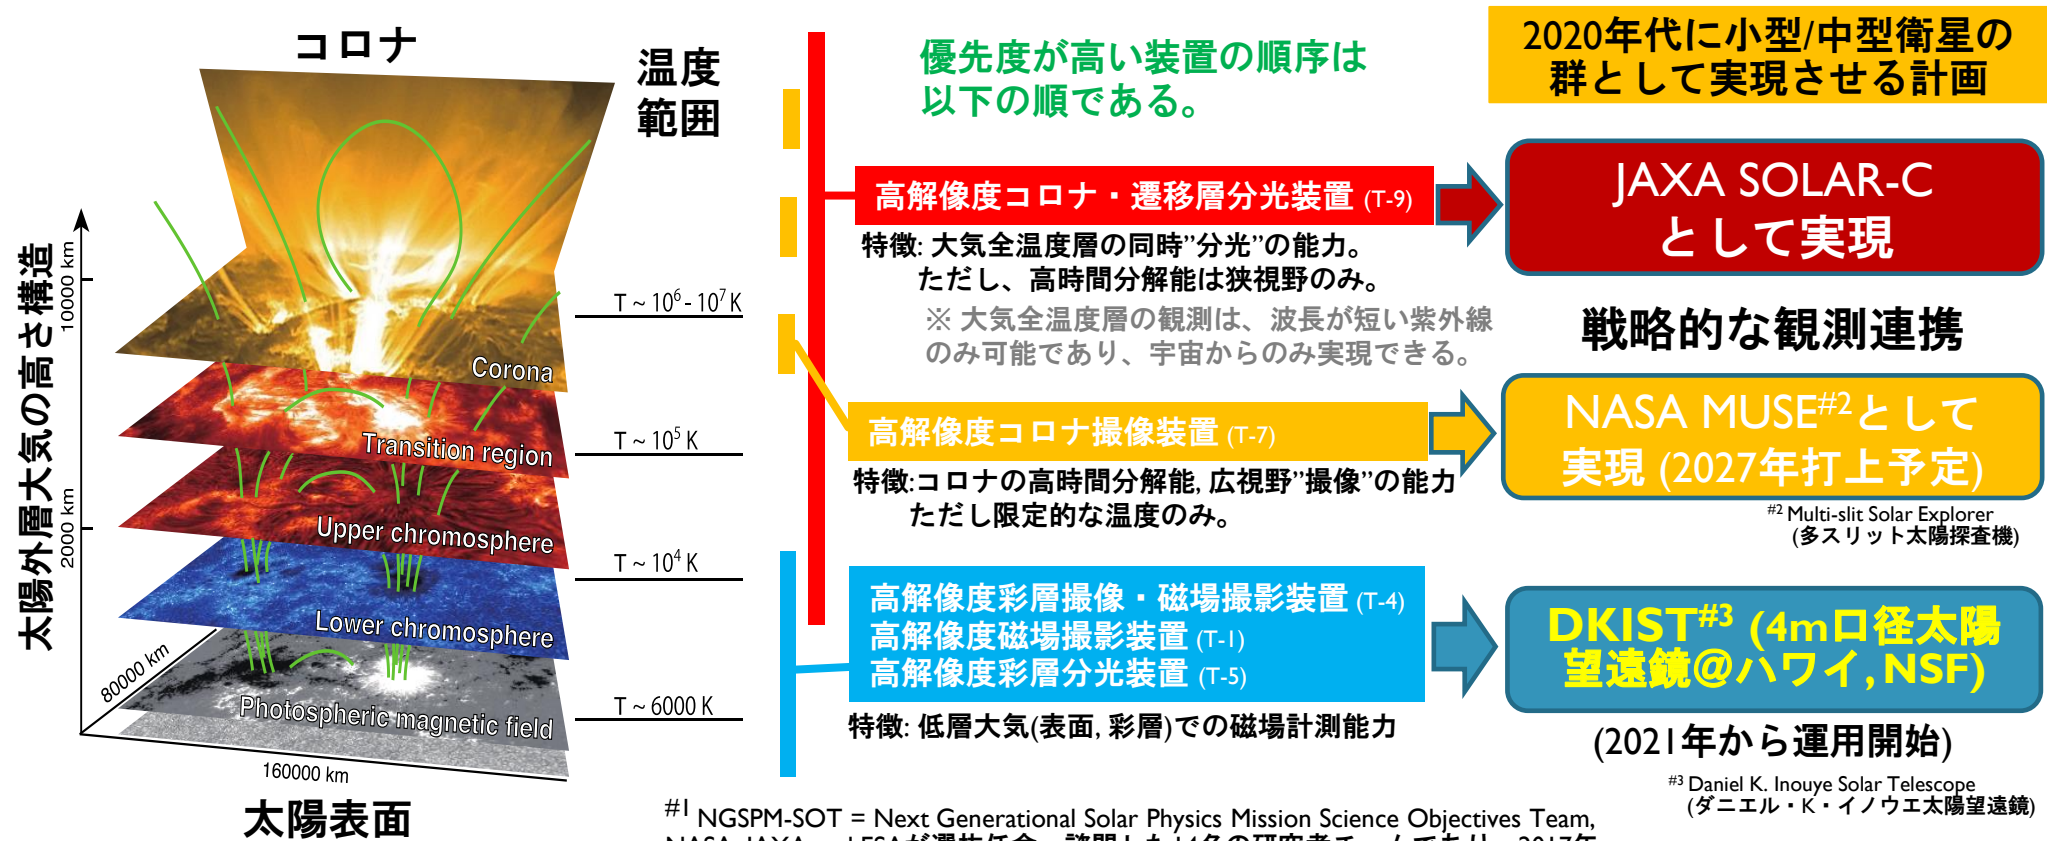 コロナ
温度
範囲
太陽外層大気の高さ構造
10000 km
2000 km
80000 km
160000 km
太陽表面
Corona
Transition region
Upper chromosphere
Lower chromosphere
Photospheric magnetic field
T ~ 10⁶ - 10⁷ K
T ~ 10⁵ K
T ~ 10⁴ K
T ~ 6000 K
優先度が高い装置の順序は
以下の順である。
高解像度コロナ・遷移層分光装置 (T-9)
特徴: 大気全温度層の同時”分光”の能力。
ただし、高時間分解能は狭視野のみ。
※ 大気全温度層の観測は、波長が短い紫外線
のみ可能であり、宇宙からのみ実現できる。
高解像度コロナ撮像装置 (T-7)
特徴:コロナの高時間分解能, 広視野”撮像”の能力
ただし限定的な温度のみ。
高解像度彩層撮像・磁場撮影装置 (T-4)
高解像度磁場撮影装置 (T-1)
高解像度彩層分光装置 (T-5)
特徴: 低層大気(表面, 彩層)での磁場計測能力
2020年代に小型/中型衛星の
群として実現させる計画
JAXA SOLAR-C
として実現
戦略的な観測連携
NASA MUSE#2として
実現 (2027年打上予定)
#2 Multi-slit Solar Explorer
(多スリット太陽探査機)
DKIST#3 (4m口径太陽
望遠鏡@ハワイ, NSF)
(2021年から運用開始)
#3 Daniel K. Inouye Solar Telescope
(ダニエル・K・イノウエ太陽望遠鏡)
#1 NGSPM-SOT = Next Generational Solar Physics Mission Science Objectives Team,